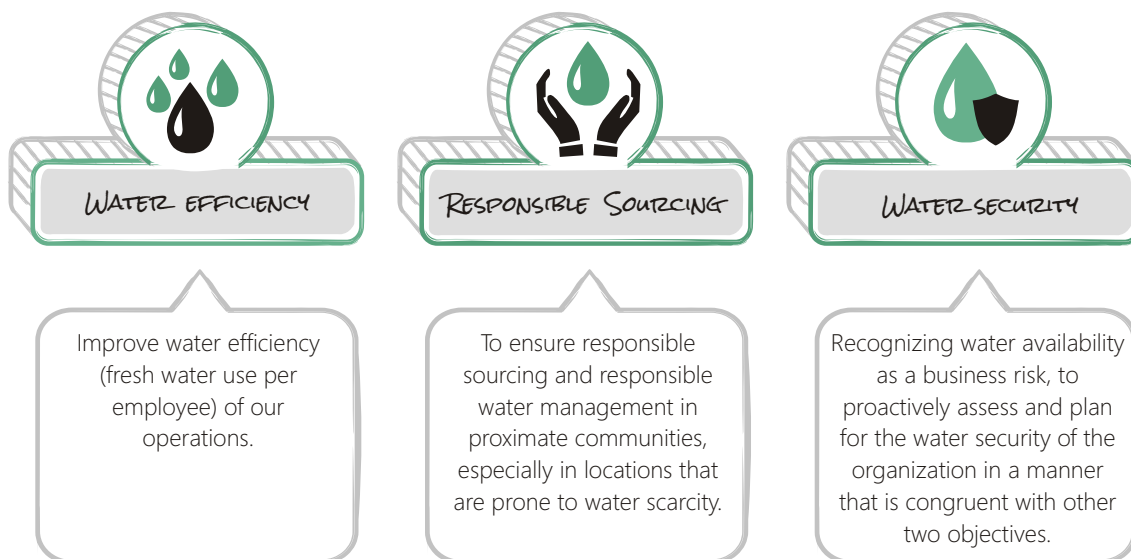 WATER EFFICIENCY
RESPONSIBLE SOURCING
WATER SECURITY
Improve water efficiency
(fresh water use per
employee) of our
operations.
To ensure responsible
sourcing and responsible
water management in
proximate communities,
especially in locations that
are prone to water scarcity.
Recognizing water availability
as a business risk, to
proactively assess and plan
for the water security of the
organization in a manner
that is congruent with other
two objectives.